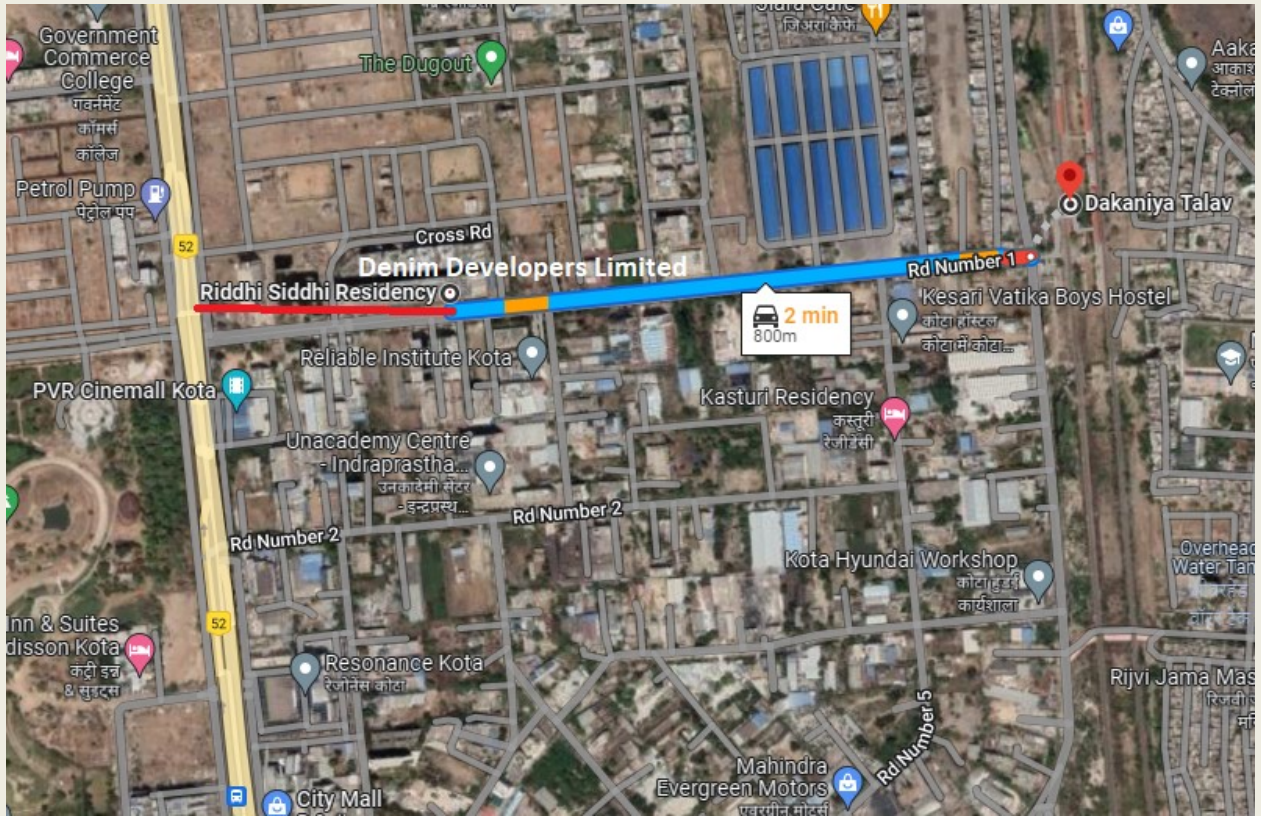 Government
Commerce
College
गवर्नमेंट
कॉमर्स
कॉलेज
The Dugout
जिअरा कैफे
Petrol Pump
पेट्रोल पंप
52
Dakaniya Talav
Cross Rd
Denim Developers Limited
Riddhi Siddhi Residency
Rd Number 1
2 min
800m
Kesari Vatika Boys Hostel
कोटा हॉस्टल
कोटा में कोटा...
Reliable Institute Kota
PVR Cinemall Kota
Kasturi Residency
कस्तूरी
रेजीडेंसी
Unacademy Centre
- Indraprastha...
उनकादेमी सेंटर
- इन्द्रप्रस्थ...
Rd Number 2
Rd Number 2
Kota Hyundai Workshop
कोटा हुंडई
कार्यशाला
Overhead
Water Tan
52
Inn & Suites
disson Kota
कंट्री इन्न
& सुइट्स
Resonance Kota
रेजोनेंस कोटा
Rijvi Jama Mas
रिजवी
Rd Number 5
Mahindra
Evergreen Motors
एवरग्रीन मोटर्स
City Mall